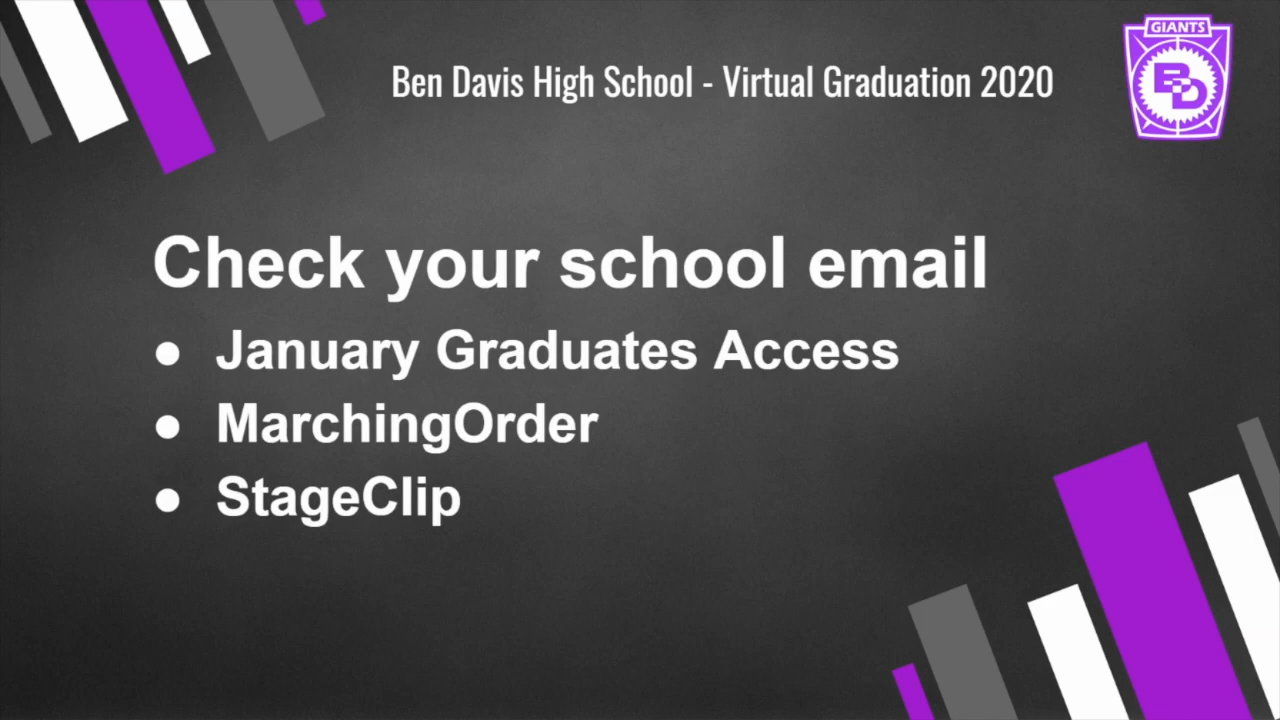 GIANTS
BD
Ben Davis High School - Virtual Graduation 2020
Check your school email
● January Graduates Access
● MarchingOrder
● StageClip